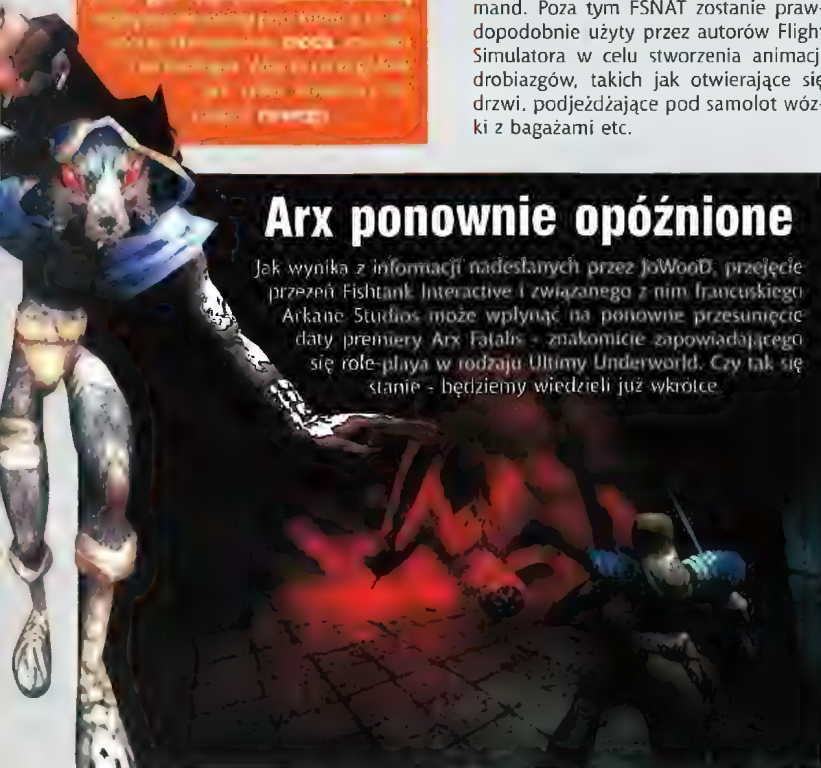 mand. Poza tym FSNAT zostanie praw-
dopodobnie użyty przez autorów Flight
Simulatora w celu stworzenia animacji
drobiazgów, takich jak otwierające się
drzwi, podjeżdżające pod samolot wóz-
ki z bagażami etc.
Arx ponownie opóźnione
Jak wynika z informacji nadesłanych przez JoWooD, przejęcie
przezeń Fishtank Interactive i związanego z nim francuskiego
Arkane Studios może wpłynąć na ponowne przesunięcie
daty premiery Arx Fatalis - znakomicie zapowiadającego
się role-playa w rodzaju Ultimy Underworld. Czy tak się
stanie - będziemy wiedzieli już wkrótce